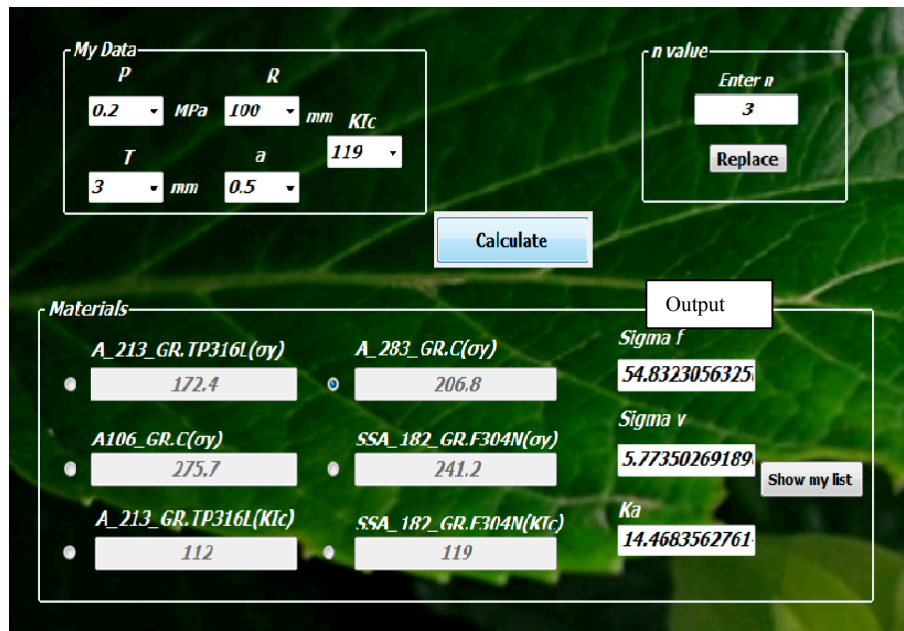 My Data
P
R
0.2
MPa
100
mm
KIc
119
T
a
3
mm
0.5
n value
Enter n
3
Replace
Calculate
Materials
Output
A_213_GR.TP316L(σy)
A_283_GR.C(σy)
Sigma f
172.4
206.8
54.8323056325
A106_GR.C(σy)
SSA_182_GR.F304N(σy)
Sigma v
275.7
241.2
5.77350269189
Show my list
A_213_GR.TP316L(KIc)
SSA_182_GR.F304N(KIc)
Ka
112
119
14.4683562761